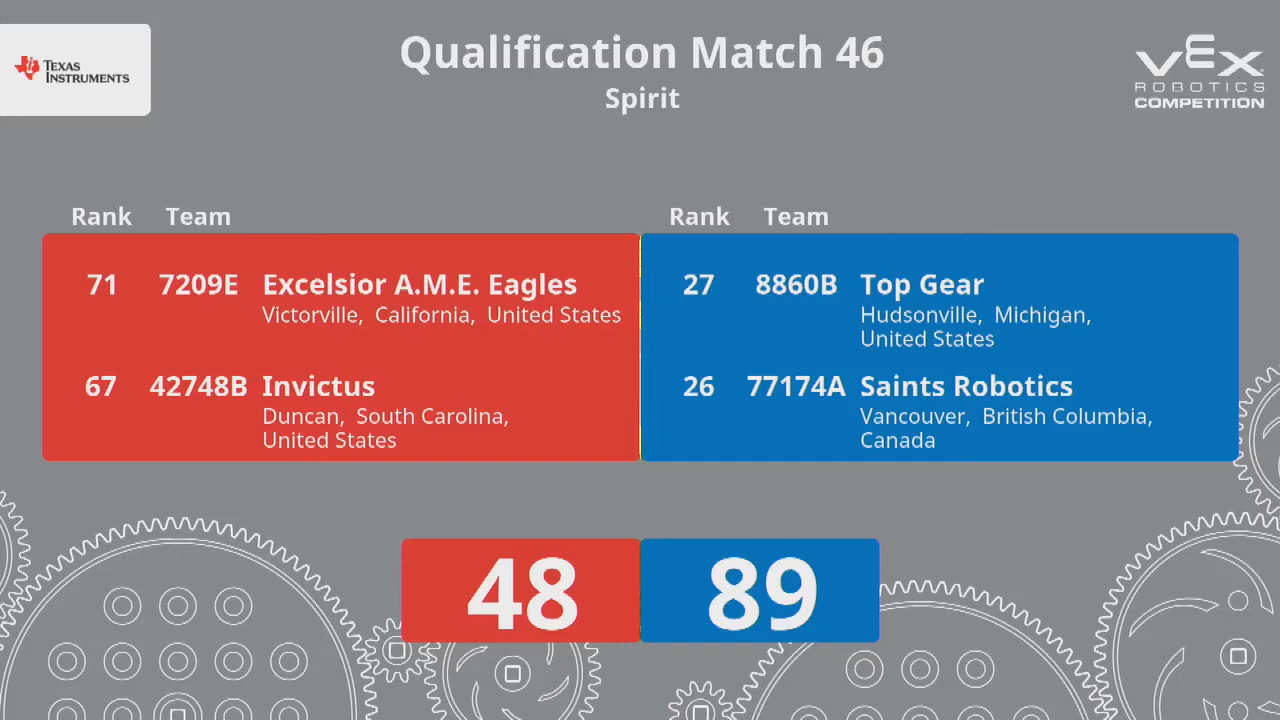 Texas Instruments
Qualification Match 46
Spirit
VEX
ROBOTICS
COMPETITION
Rank Team
71 7209E Excelsior A.M.E. Eagles
Victorville, California, United States
67 42748B Invictus
Duncan, South Carolina,
United States
Rank Team
27 8860B Top Gear
Hudsonville, Michigan,
United States
26 77174A Saints Robotics
Vancouver, British Columbia,
Canada
48 89